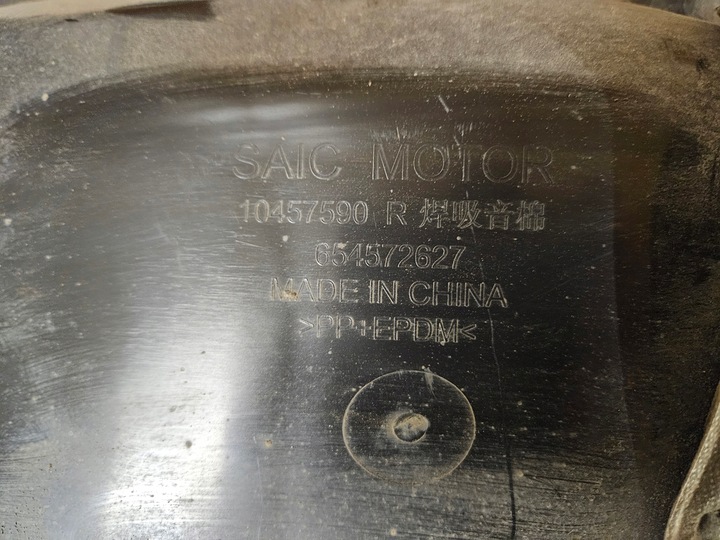 SAIC MOTOR
10457590 R 焊吸音棉
654572627
MADE IN CHINA
>PP+EPDM<